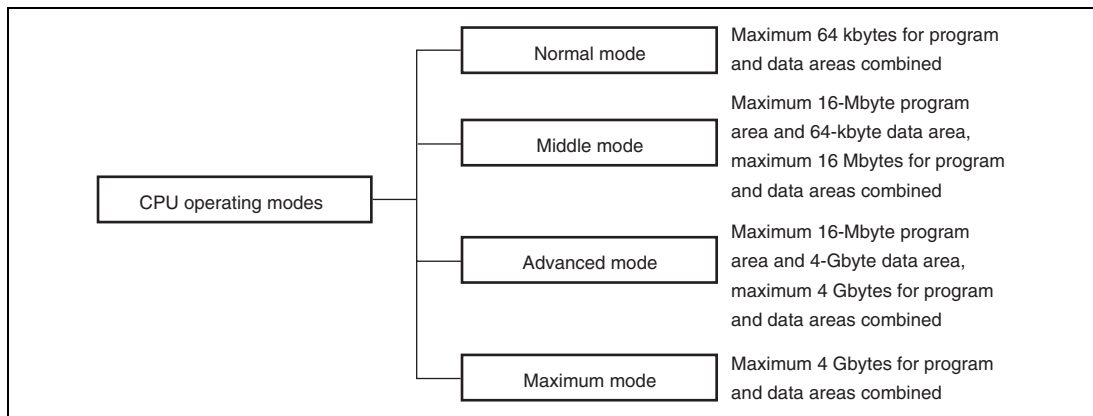 CPU operating modes
Normal mode
Maximum 64 kbytes for program
and data areas combined
Middle mode
Maximum 16-Mbyte program
area and 64-kbyte data area,
maximum 16 Mbytes for program
and data areas combined
Advanced mode
Maximum 16-Mbyte program
area and 4-Gbyte data area,
maximum 4 Gbytes for program
and data areas combined
Maximum mode
Maximum 4 Gbytes for program
and data areas combined